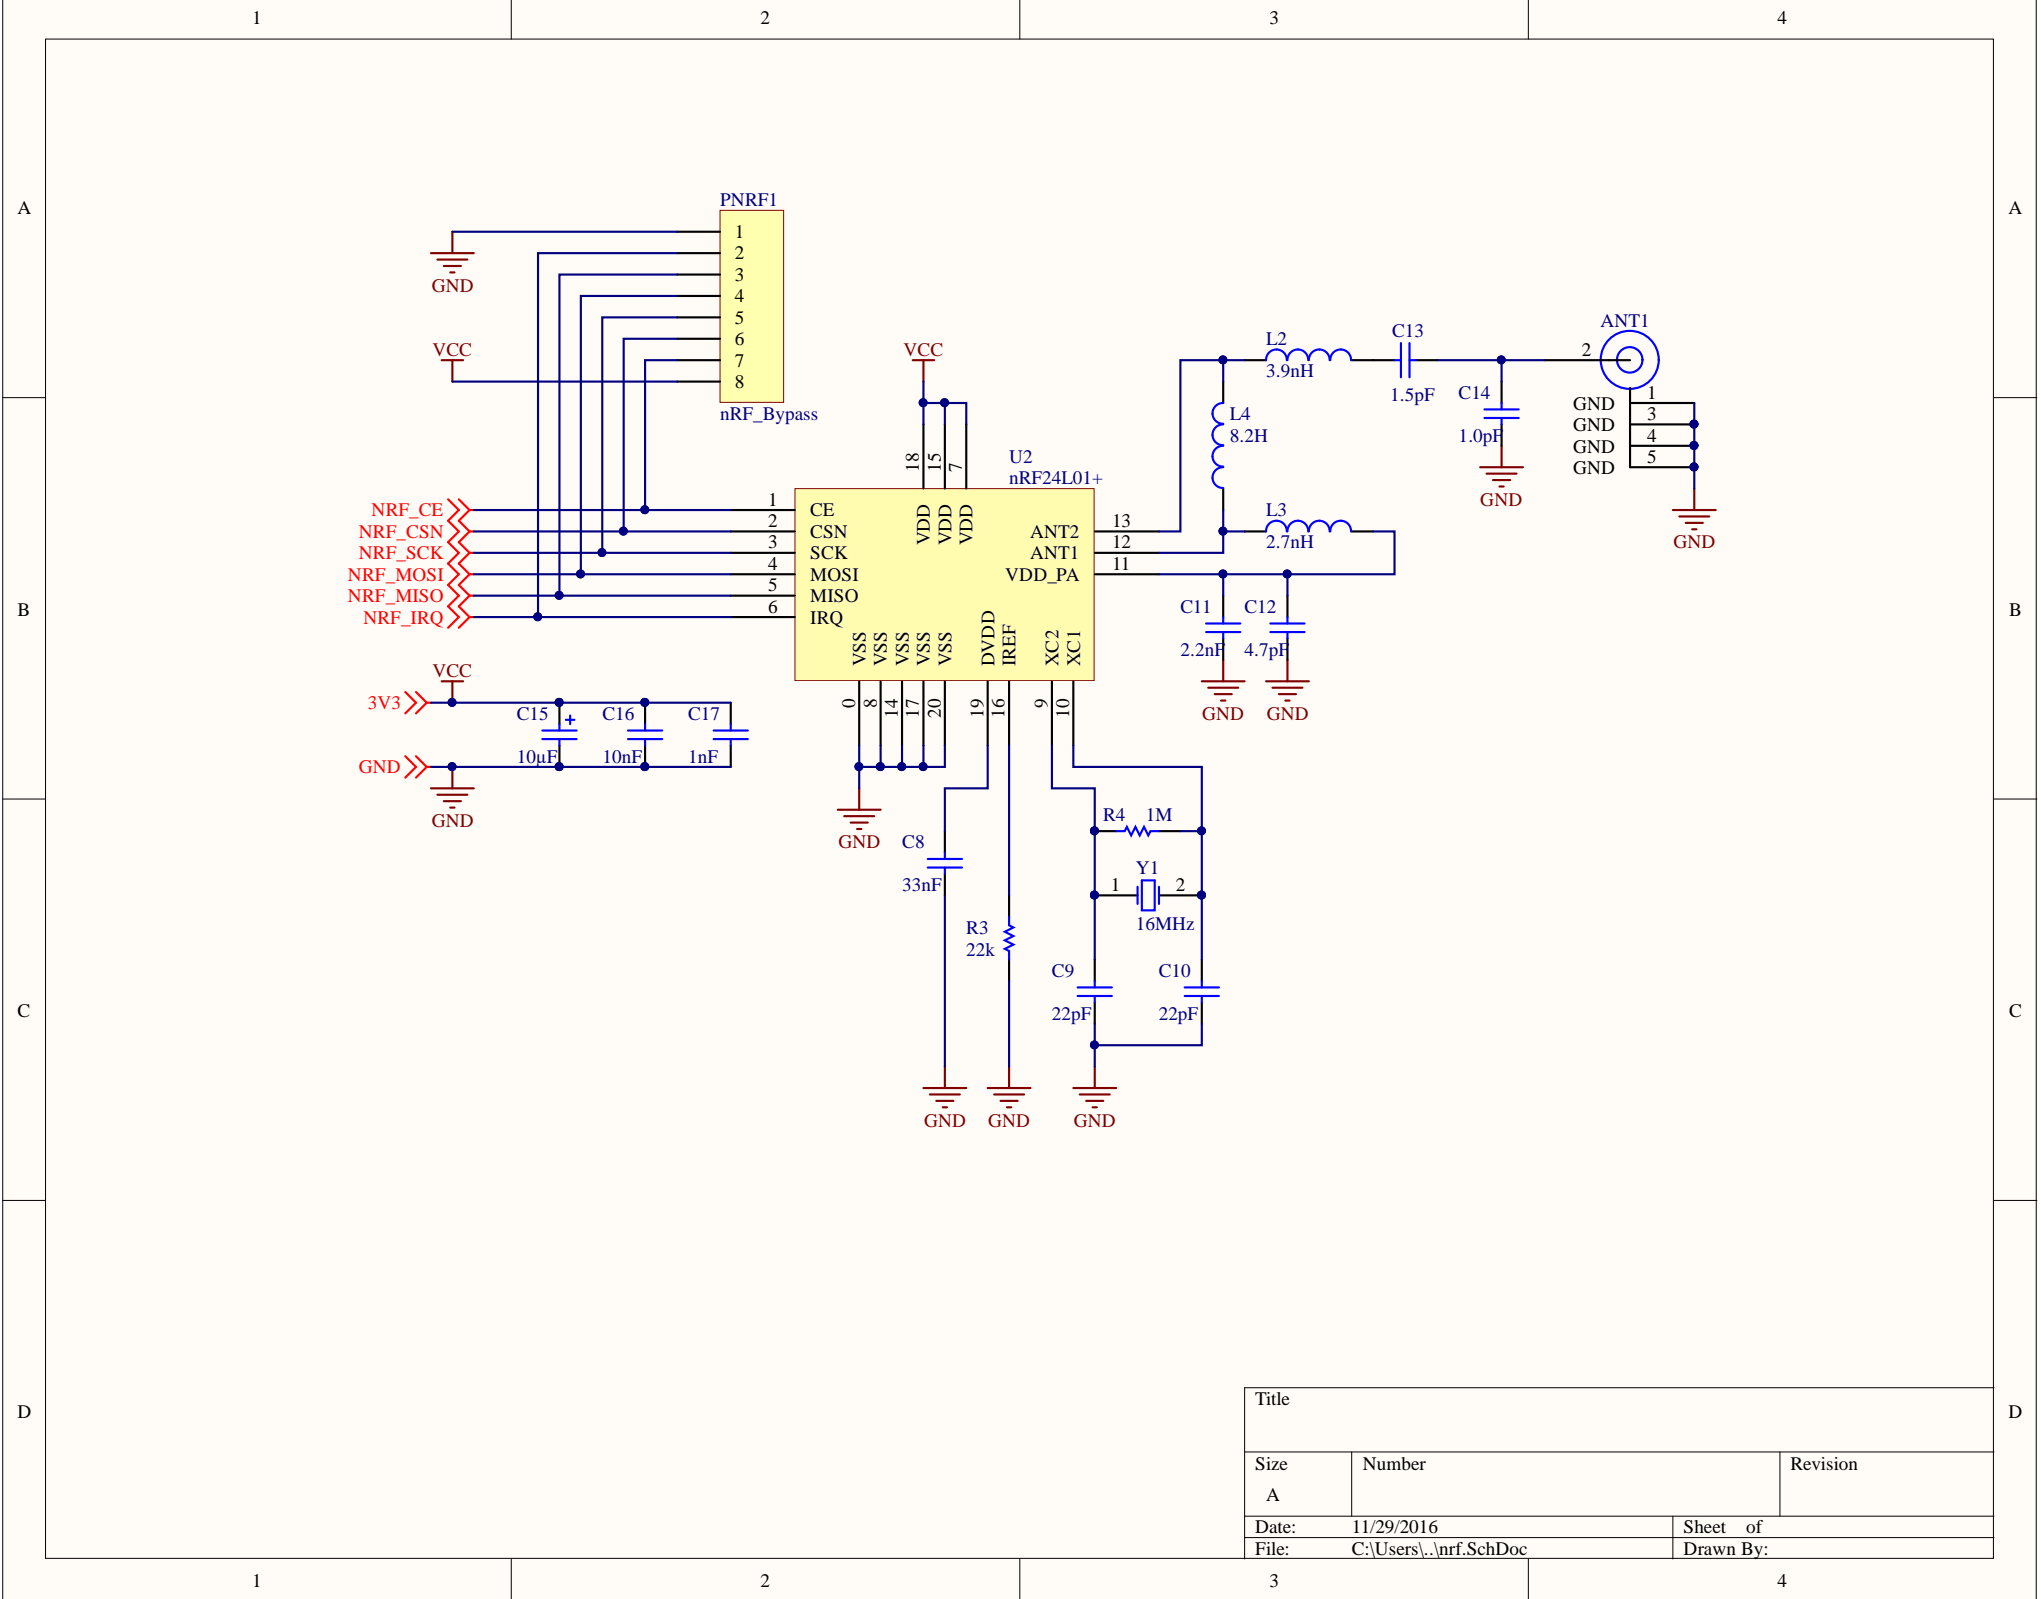 1 2 3 4
A A
PNRF1
1
2
3
GND
4
5
6
VCC
7
8
nRF_Bypass
VCC
18
15
7
U2
nRF24L01+
L2
3.9nH
C13
1.5pF
C14
1.0pF
GND
ANT1
2
GND 1
GND 3
GND 4
GND 5
GND
L4
8.2H
L3
2.7nH
NRF_CE 1 CE
NRF_CSN 2 CSN
NRF_SCK 3 SCK
NRF_MOSI 4 MOSI
NRF_MISO 5 MISO
NRF_IRQ 6 IRQ
VDD VDD VDD
ANT2 13
ANT1 12
VDD_PA 11
VSS VSS VSS VSS VSS DVDD IREF XC2 XC1
0 8 14 17 20 19 16 9 10
C11 C12
2.2nF 4.7pF
GND GND
B B
VCC
3V3
C15 + C16 C17
10µF 10nF 1nF
GND
GND
GND
C8
33nF
R3
22k
R4 1M
Y1
1 2
16MHz
C9 C10
22pF 22pF
GND GND GND
C C
D D
Title
Size Number Revision
A
Date: 11/29/2016 Sheet of
File: C:\Users\..\nrf.SchDoc Drawn By:
1 2 3 4